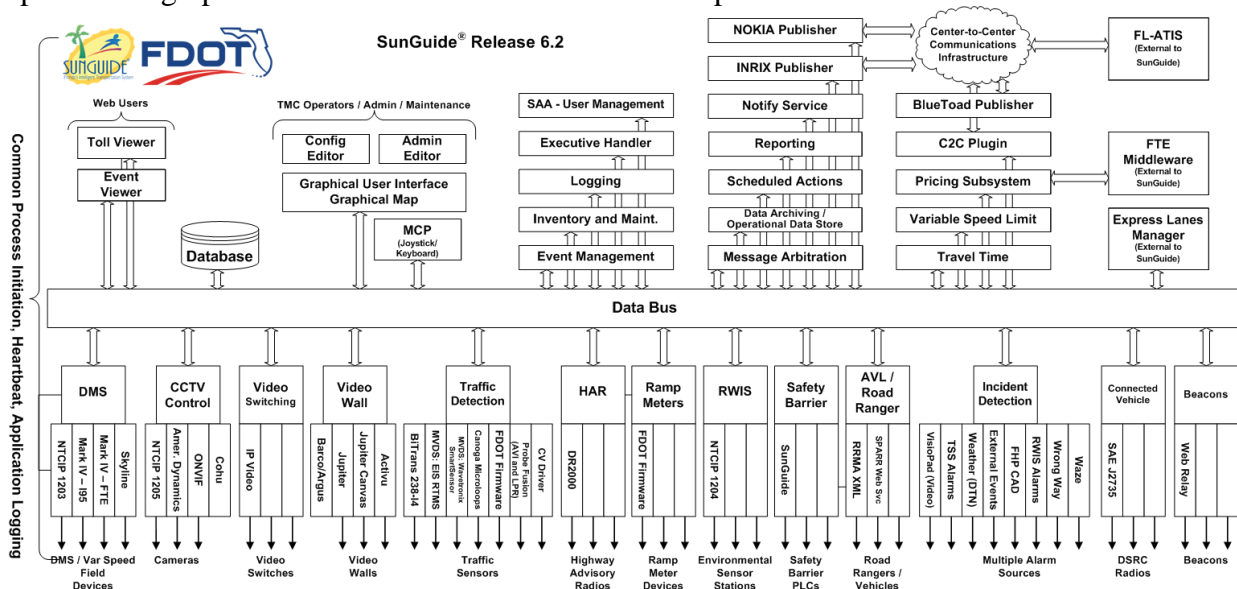 SunGuide® Release 6.2
SUNGUIDE
FDOT
Common Process Initiation, Heartbeat, Application Logging
Web Users
Toll Viewer
Event
Viewer
Database
TMC Operators / Admin / Maintenance
Config
Editor
Admin
Editor
Graphical User Interface
Graphical Map
MCP
(Joystick/
Keyboard)
SAA - User Management
Executive Handler
Logging
Inventory and Maint.
Event Management
NOKIA Publisher
INRIX Publisher
Notify Service
Reporting
Scheduled Actions
Data Archiving /
Operational Data Store
Message Arbitration
Center-to-Center
Communications
Infrastructure
BlueToad Publisher
C2C Plugin
Pricing Subsystem
Variable Speed Limit
Travel Time
FL-ATIS
(External to
SunGuide)
FTE
Middleware
(External to
SunGuide)
Express Lanes
Manager
(External to
SunGuide)
Data Bus
DMS
NTCIP 1203
Mark IV – I95
Mark IV – FTE
Skyline
DMS / Var Speed
Field
Devices
CCTV
Control
NTCIP 1205
Amer. Dynamics
ONVIF
Cohu
Cameras
Video
Switching
IP Video
Video
Switches
Video
Wall
Barco/Argus
Jupiter
Jupiter Canvas
Activu
Video
Walls
Traffic
Detection
BiTrans 238-I4
MVDS: EIS RTMS
MVDS: Wavetronix
SmartSensor
Canoga Microloops
FDOT Firmware
Probe Fusion
(AVI and LPR)
CV Driver
Traffic
Sensors
HAR
DR2000
Highway
Advisory
Radios
Ramp
Meters
FDOT Firmware
Ramp
Meter
Devices
RWIS
NTCIP 1204
Environmental
Sensor
Stations
Safety
Barrier
SunGuide
Safety
Barrier
PLCs
AVL /
Road
Ranger
RRMA XML
SPARR Web Svc
Road
Rangers /
Vehicles
Incident
Detection
VisioPad (Video)
TSS Alarms
Weather (DTN)
External Events
FHP CAD
RWIS Alarms
Wrong Way
Waze
Multiple Alarm
Sources
Connected
Vehicle
SAE J2735
DSRC
Radios
Beacons
Web Relay
Beacons